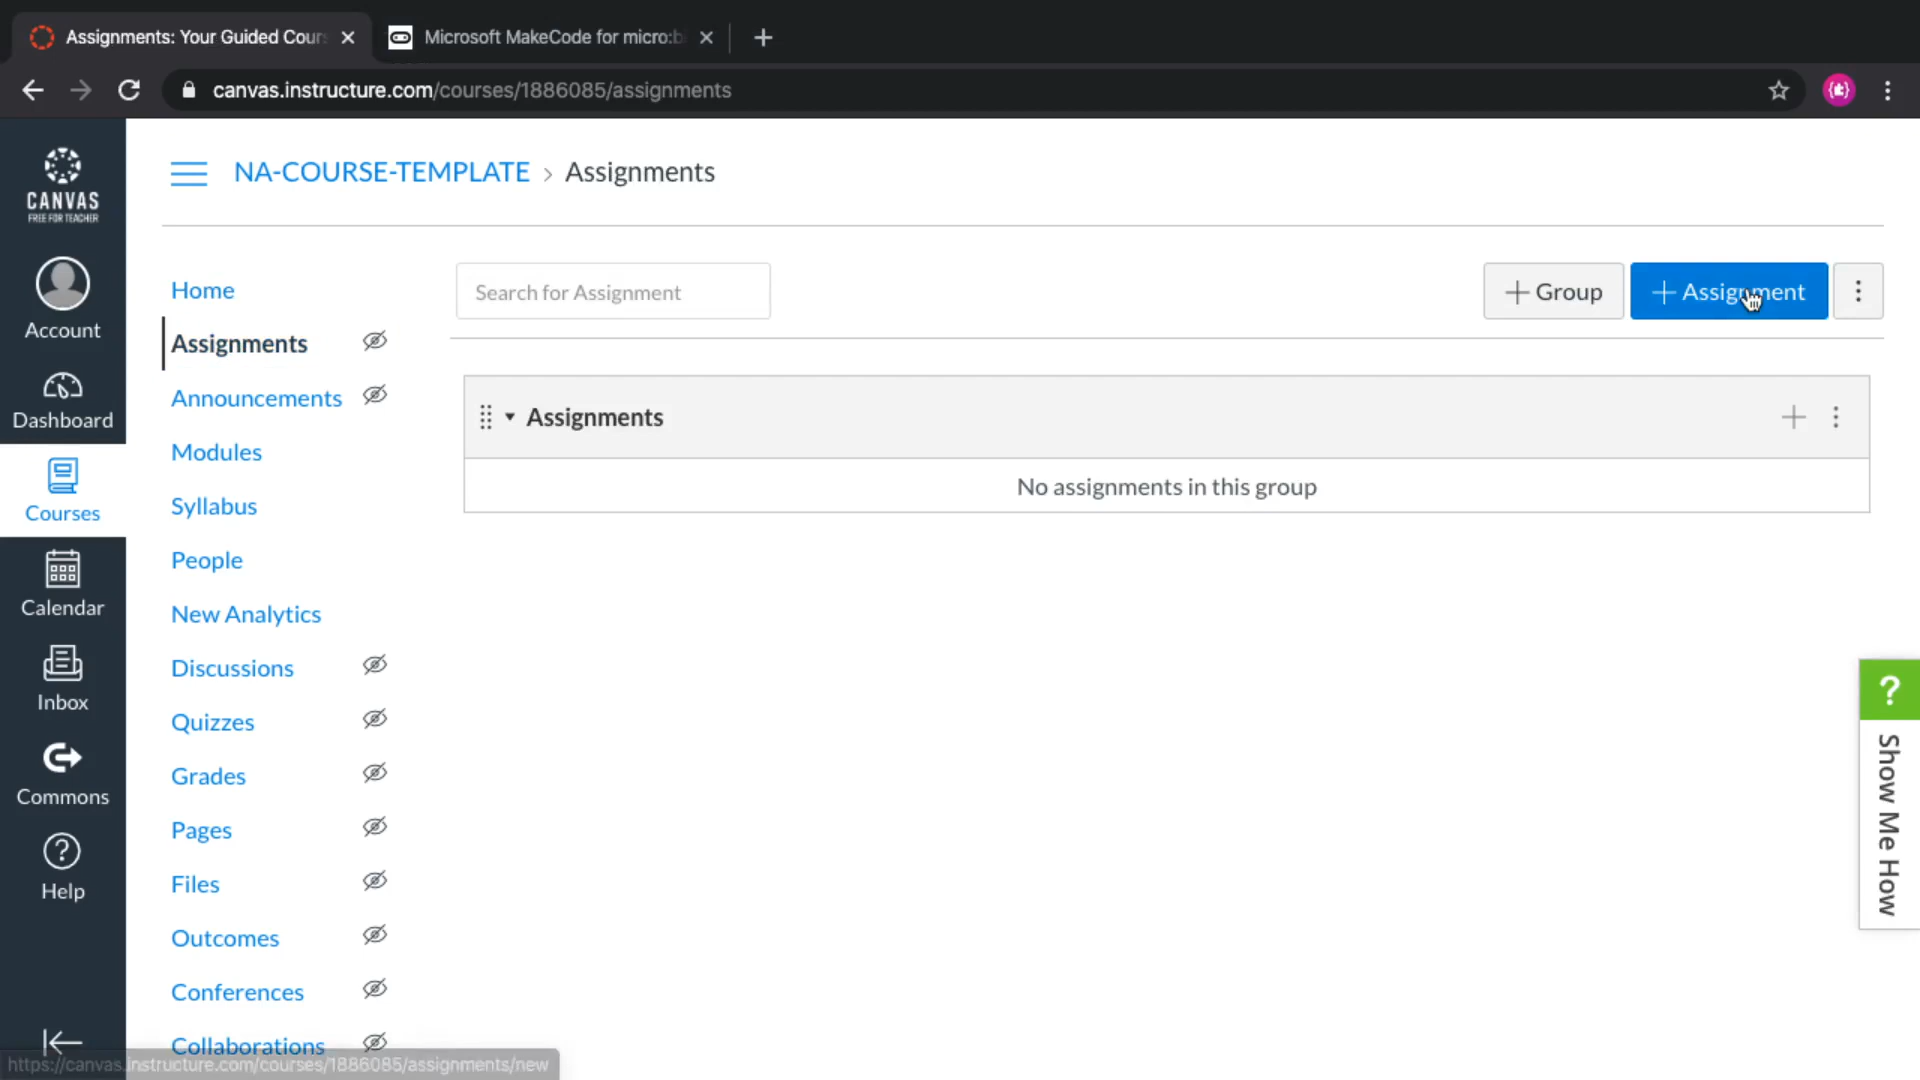 Assignments: Your Guided Cour
Microsoft MakeCode for micro:b
canvas.instructure.com/courses/1886085/assignments
CANVAS
FREE FOR TEACHER
Account
Dashboard
Courses
Calendar
Inbox
Commons
Help
NA-COURSE-TEMPLATE › Assignments
Home
Assignments
Announcements
Modules
Syllabus
People
New Analytics
Discussions
Quizzes
Grades
Pages
Files
Outcomes
Conferences
Collaborations
Search for Assignment
+ Group
+ Assignment
Assignments
No assignments in this group
? Show Me How
https://canvas.instructure.com/courses/1886085/assignments/new